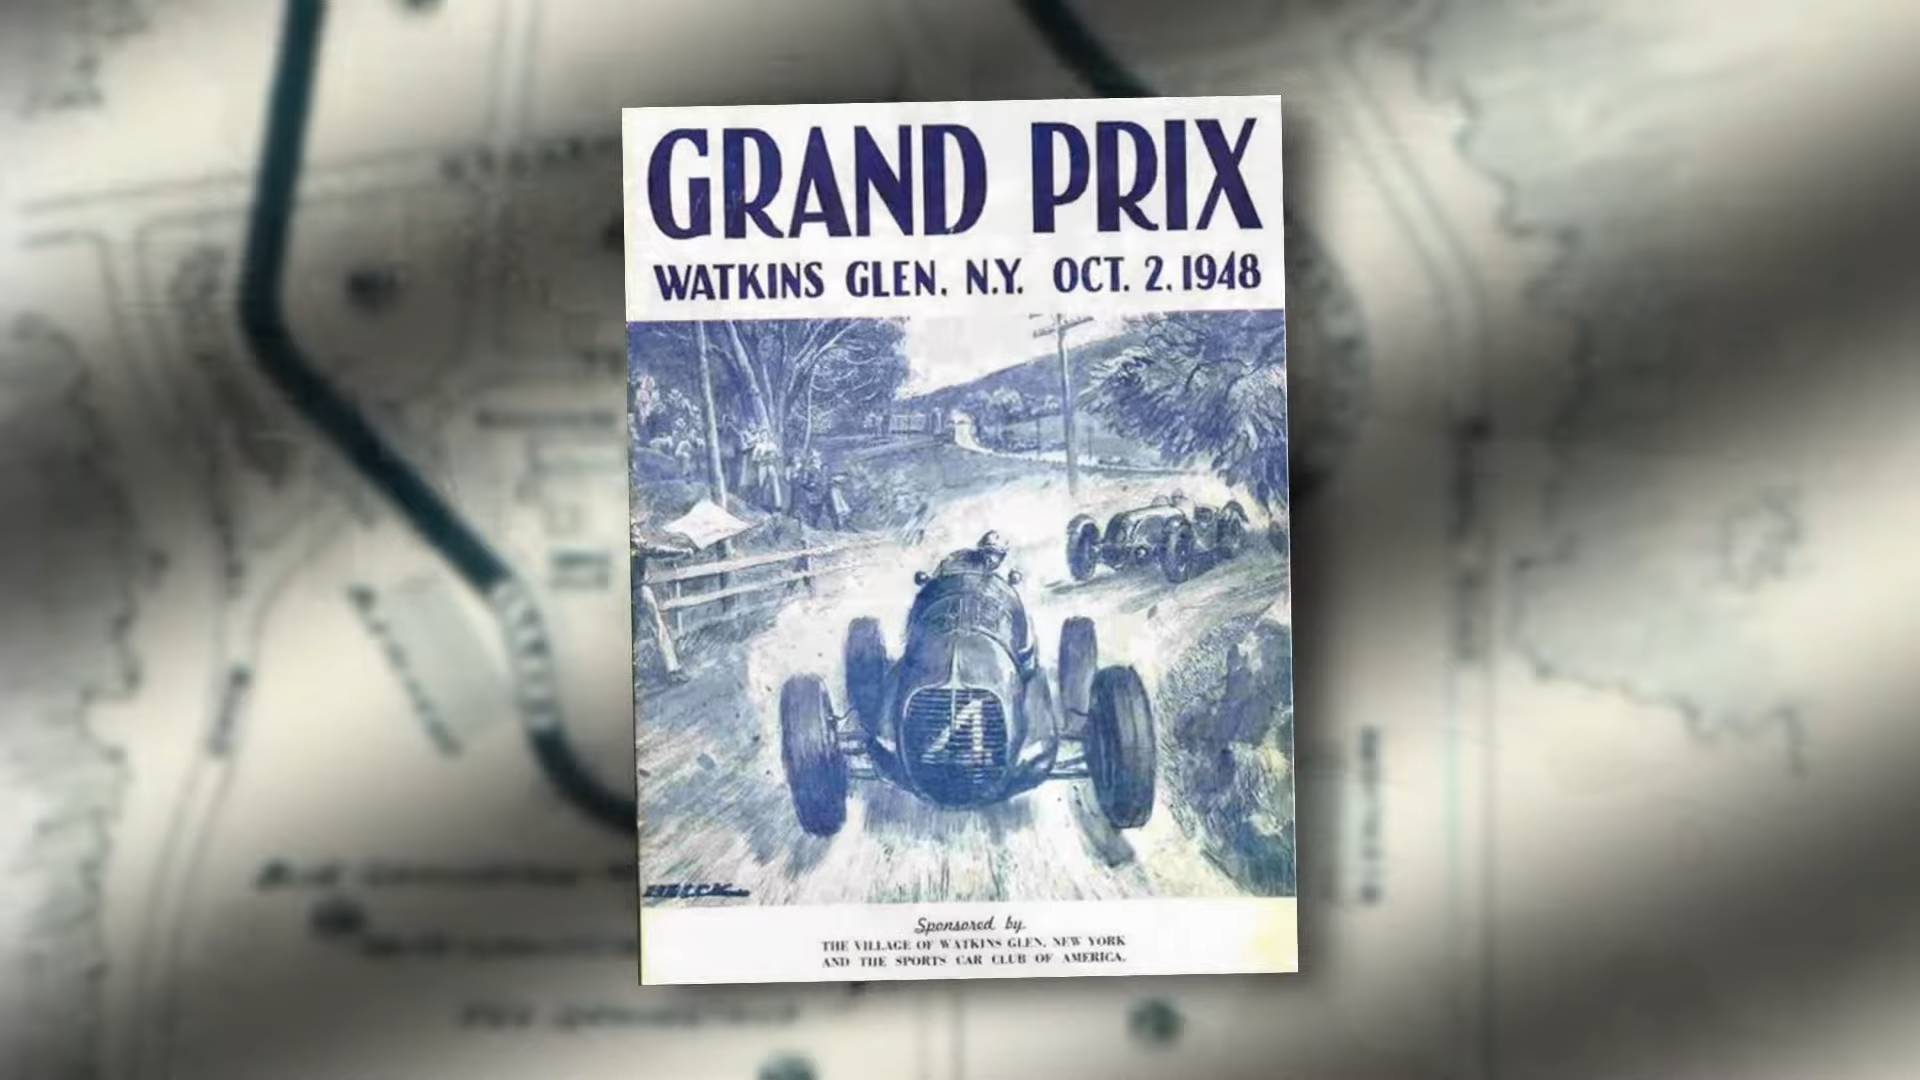 GRAND PRIX
WATKINS GLEN, N.Y. OCT. 2, 1948
4
Sponsored by.
THE VILLAGE OF WATKINS GLEN, NEW YORK
AND THE SPORTS CAR CLUB OF AMERICA.